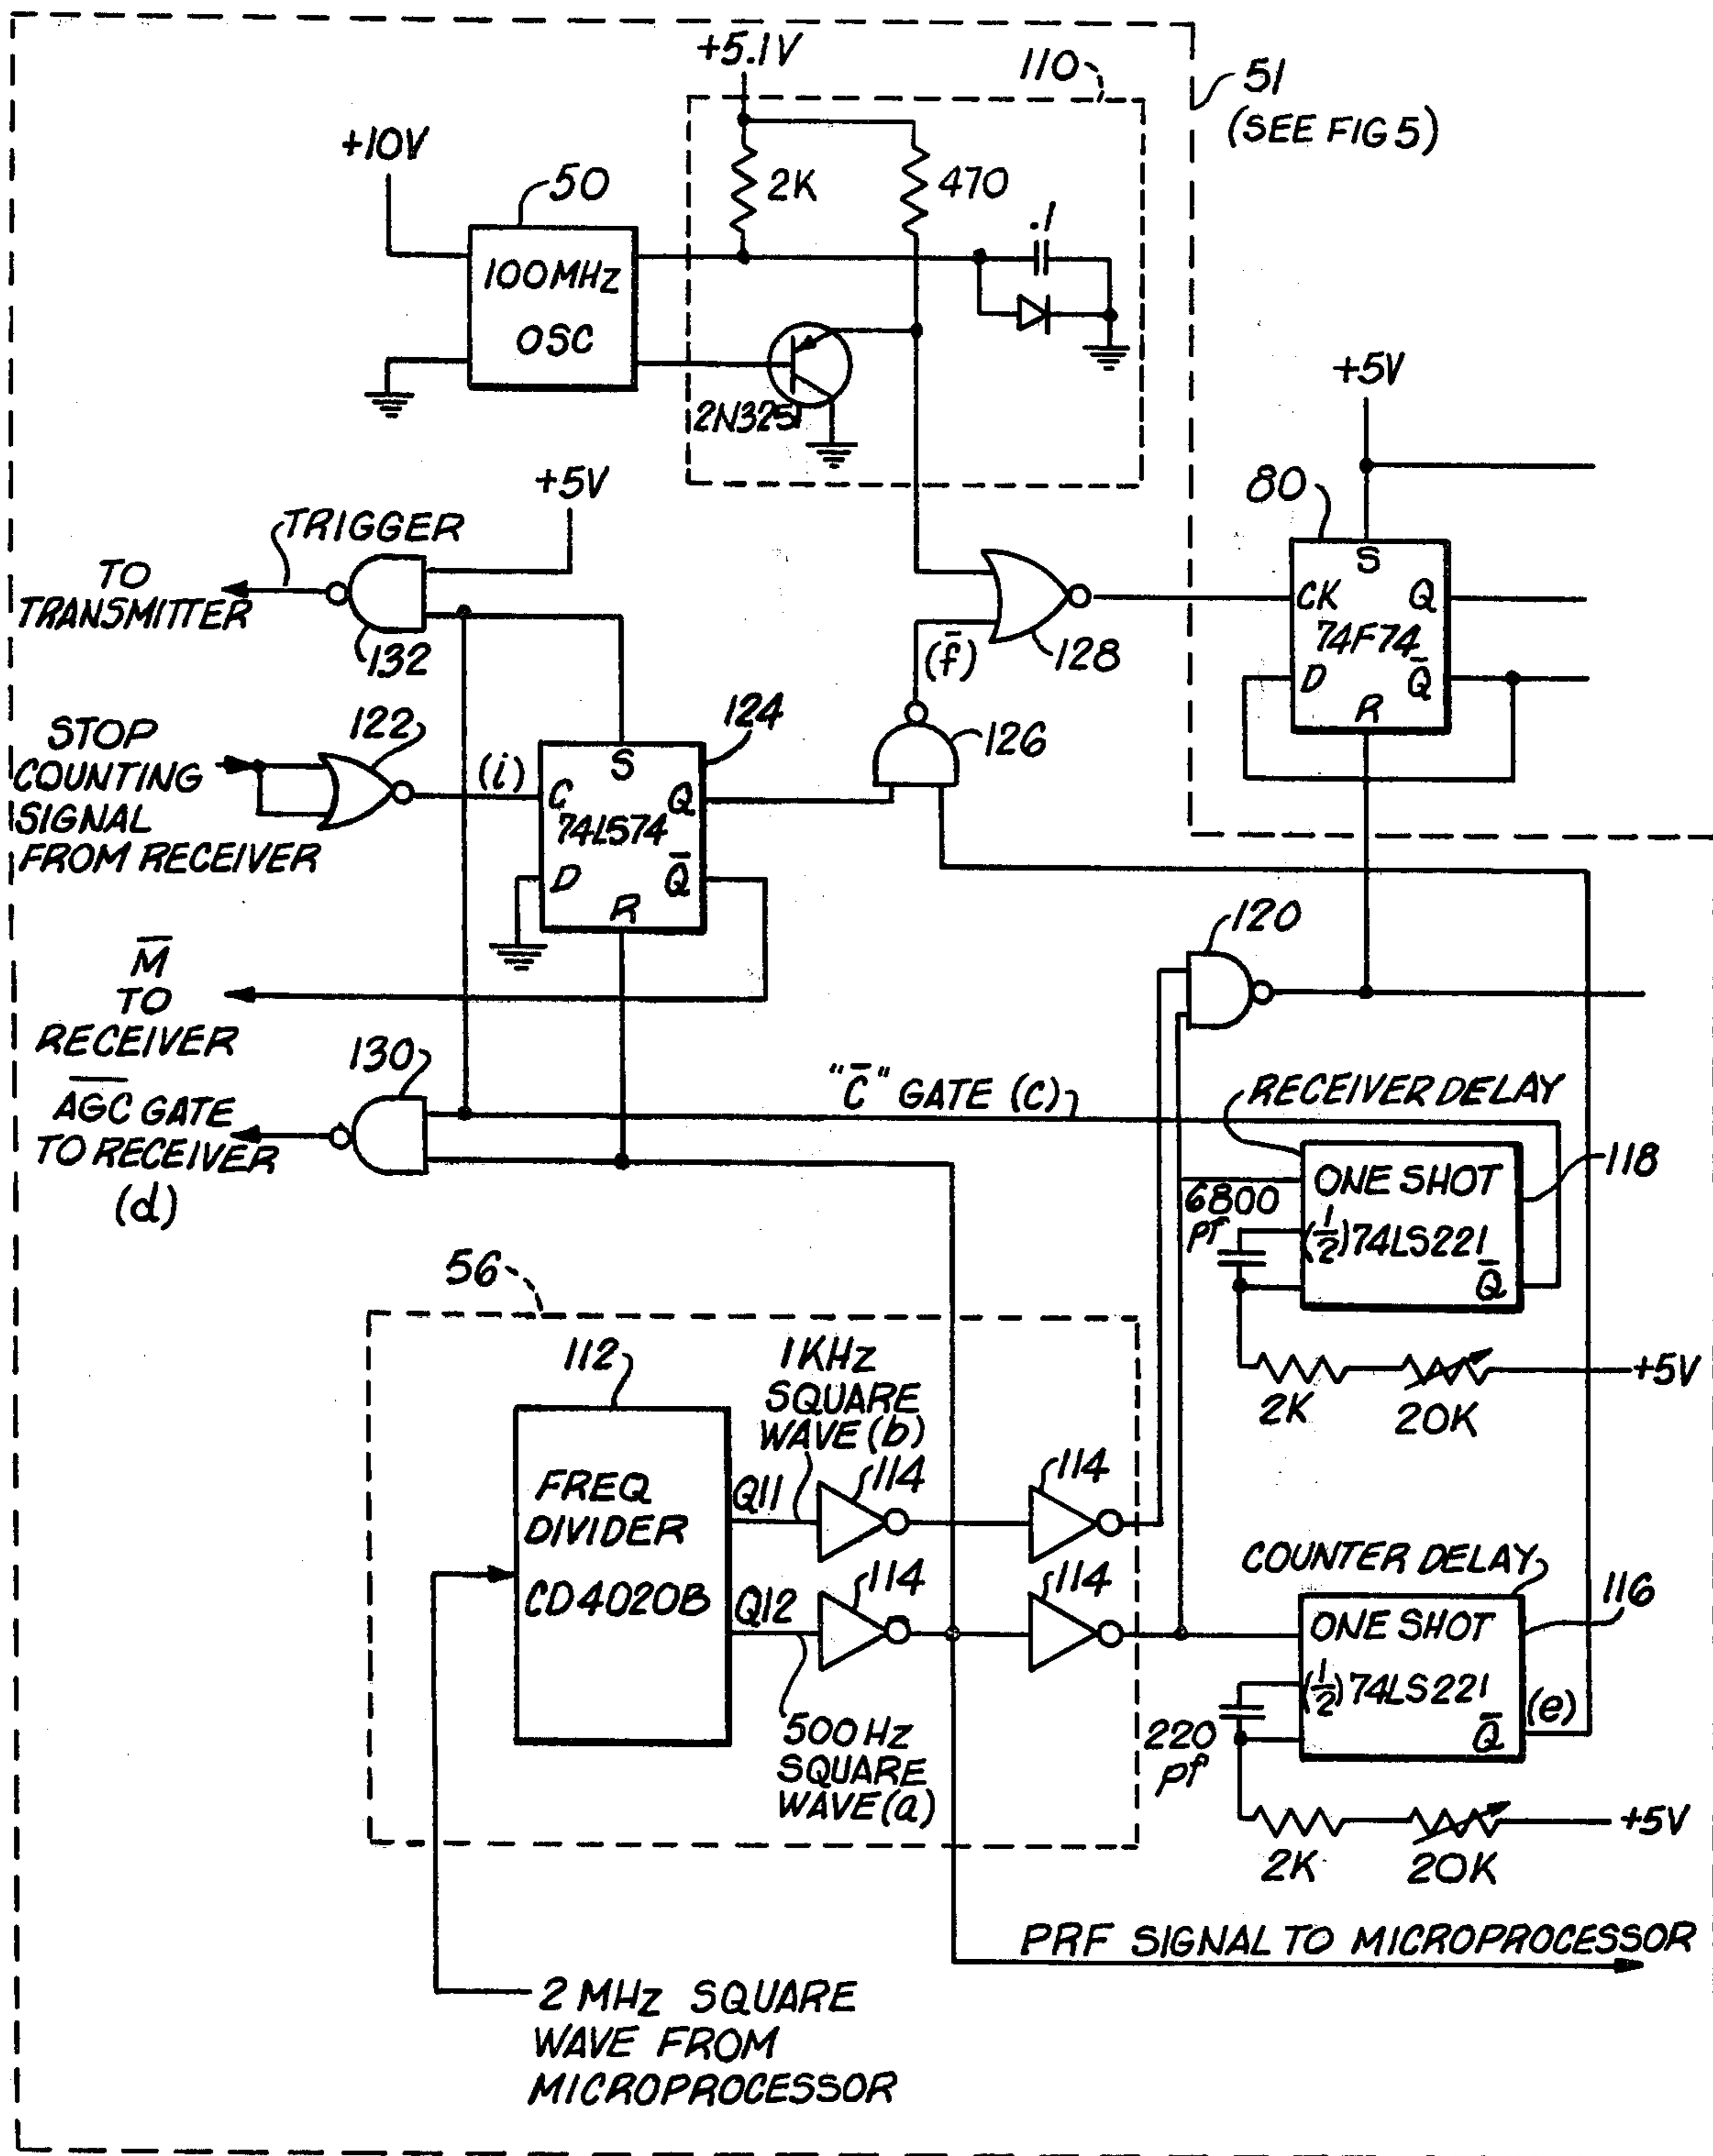 +5.1V
110
51
(SEE FIG 5)
+10V
50
2K
470
.1
100MHz
OSC
2N3251
+5V
80
S
CK
Q
74F74
D
Q̅
R
+5V
TRIGGER
TO
TRANSMITTER
132
(f̅)
128
STOP
COUNTING
SIGNAL
FROM RECEIVER
122
(i)
124
S
C
Q
74LS74
D
Q̅
R
126
M̅
TO
RECEIVER
120
130
A̅G̅C̅ GATE
TO RECEIVER
(d)
"C̅" GATE (c)
RECEIVER DELAY
118
ONE SHOT
(1/2)74LS221
Q̅
6800
pf
2K
20K
+5V
56
112
1KHz
SQUARE
WAVE (b)
FREQ
DIVIDER
CD4020B
Q11
114
114
Q12
114
114
500 Hz
SQUARE
WAVE (a)
COUNTER DELAY
116
ONE SHOT
(1/2)74LS221
Q̅
(e)
220
pf
2K
20K
+5V
PRF SIGNAL TO MICROPROCESSOR
2 MHz SQUARE
WAVE FROM
MICROPROCESSOR